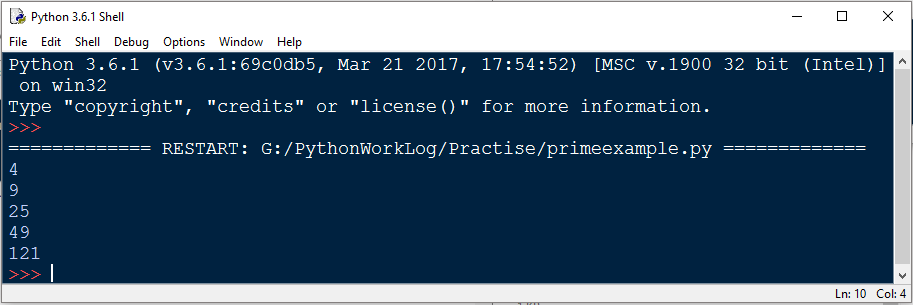 Python 3.6.1 Shell
File Edit Shell Debug Options Window Help
Python 3.6.1 (v3.6.1:69c0db5, Mar 21 2017, 17:54:52) [MSC v.1900 32 bit (Intel)]
 on win32
Type "copyright", "credits" or "license()" for more information.
>>>
============= RESTART: G:/PythonWorkLog/Practise/primeexample.py =============
4
9
25
49
121
>>>
Ln: 10 Col: 4